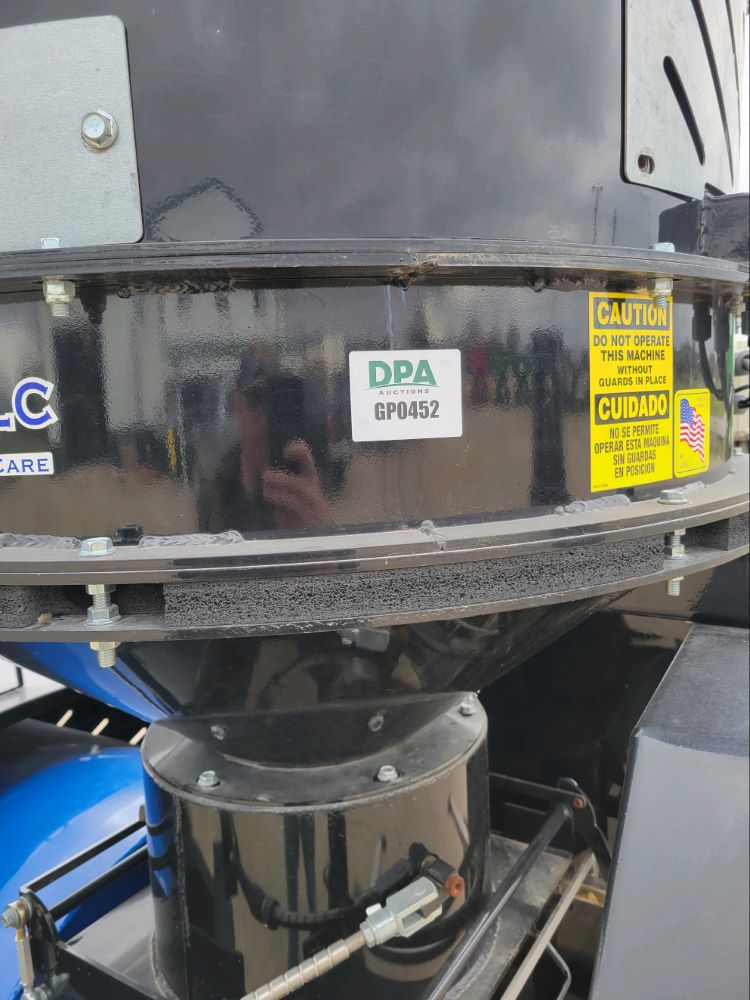 LC
CARE
DPA
AUCTIONS
GP0452
CAUTION
DO NOT OPERATE
THIS MACHINE
WITHOUT
GUARDS IN PLACE
CUIDADO
NO SE PERMITE
OPERAR ESTA MAQUINA
SIN GUARDAS
EN POSICION